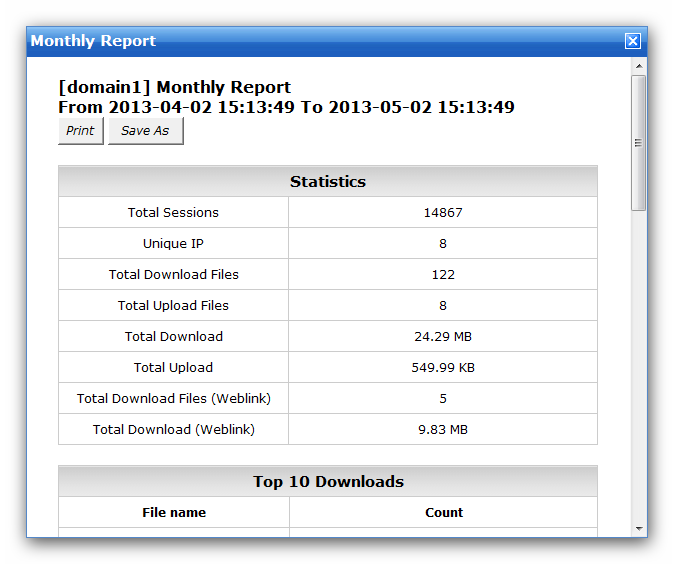 Monthly Report
[domain1] Monthly Report
From 2013-04-02 15:13:49 To 2013-05-02 15:13:49
Print Save As
Statistics
Total Sessions 14867
Unique IP 8
Total Download Files 122
Total Upload Files 8
Total Download 24.29 MB
Total Upload 549.99 KB
Total Download Files (Weblink) 5
Total Download (Weblink) 9.83 MB
Top 10 Downloads
File name Count